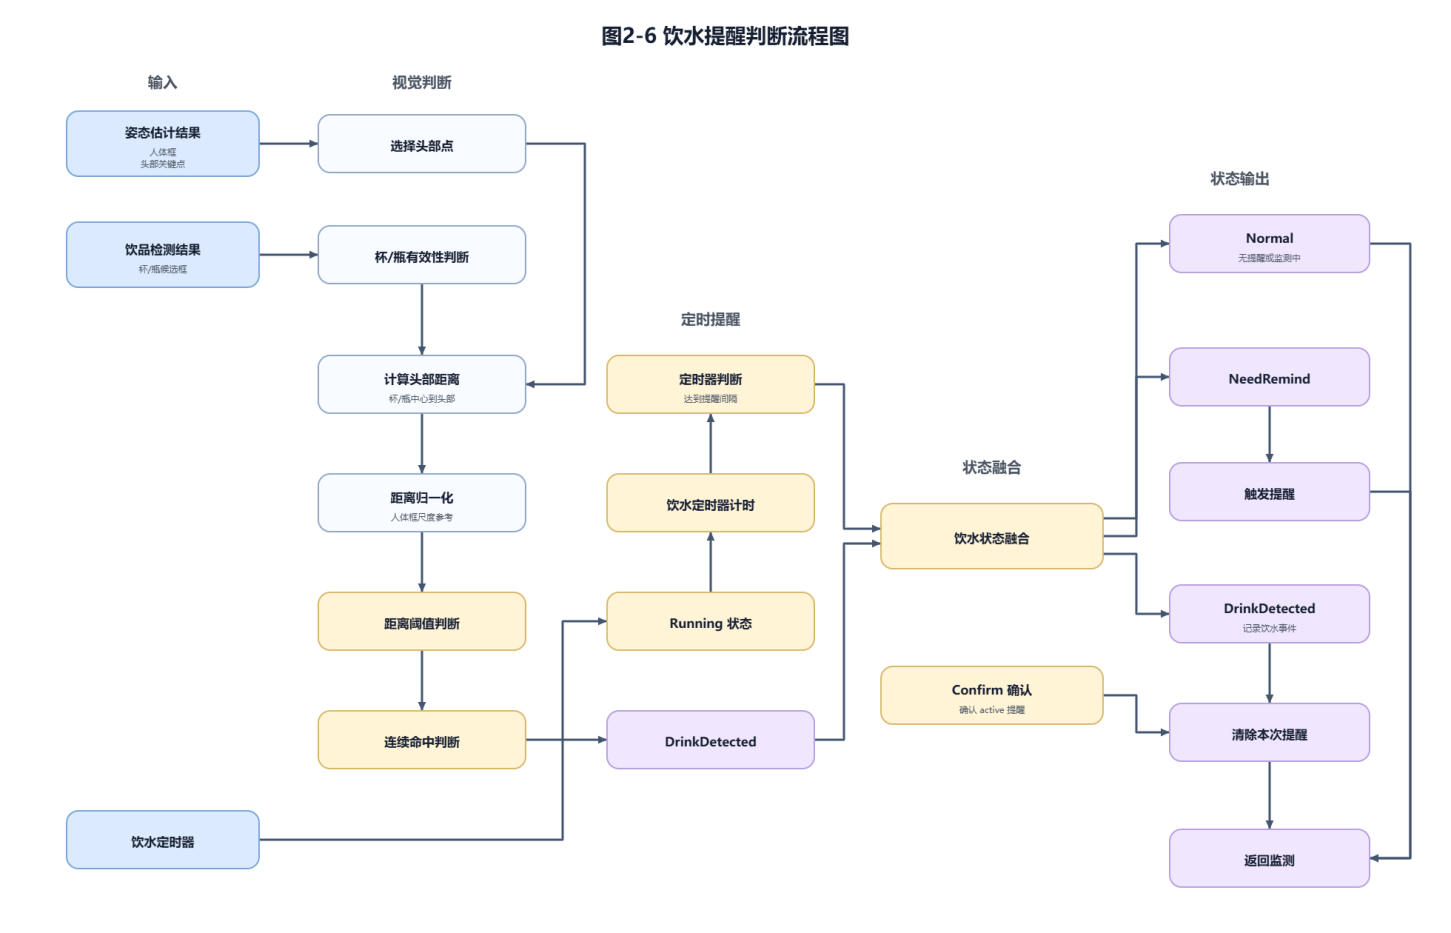 图2-6 饮水提醒判断流程图
输入
视觉判断
姿态估计结果
人体框
头部关键点
选择头部点
状态输出
饮品检测结果
杯/瓶候选框
杯/瓶有效性判断
Normal
无提醒或监测中
定时提醒
计算头部距离
杯/瓶中心到头部
定时器判断
达到提醒间隔
NeedRemind
状态融合
距离归一化
人体框尺度参考
饮水定时器计时
触发提醒
饮水状态融合
距离阈值判断
Running 状态
DrinkDetected
记录饮水事件
Confirm 确认
确认 active 提醒
连续命中判断
DrinkDetected
清除本次提醒
饮水定时器
返回监测